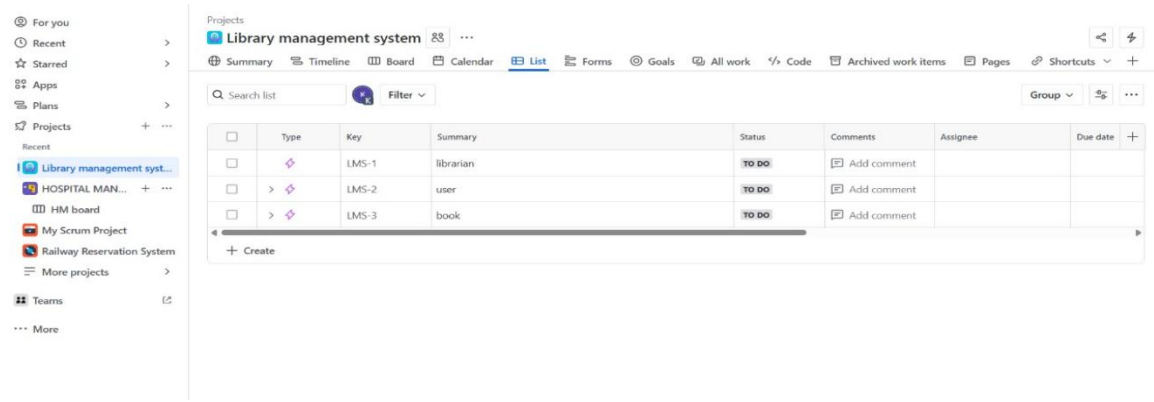 For you
Recent
Starred
Apps
Plans
Projects
Recent
Library management syst...
HOSPITAL MAN...
HM board
My Scrum Project
Railway Reservation System
More projects
Teams
More
Projects
Library management system
Summary Timeline Board Calendar List Forms Goals All work Code Archived work items Pages Shortcuts
Search list K Filter Group
Type Key Summary Status Comments Assignee Due date
LMS-1 librarian TO DO Add comment
LMS-2 user TO DO Add comment
LMS-3 book TO DO Add comment
Create